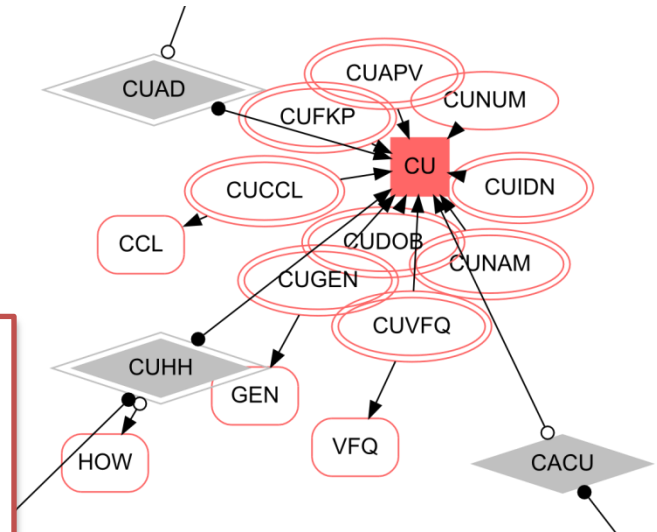 CUAPV
CUAD
CUNUM
CUFKP
CU
CUCCL
CUIDN
CCL
CUDOB
CUNAM
CUGEN
CUVFQ
CUHH
GEN
VFQ
HOW
CACU